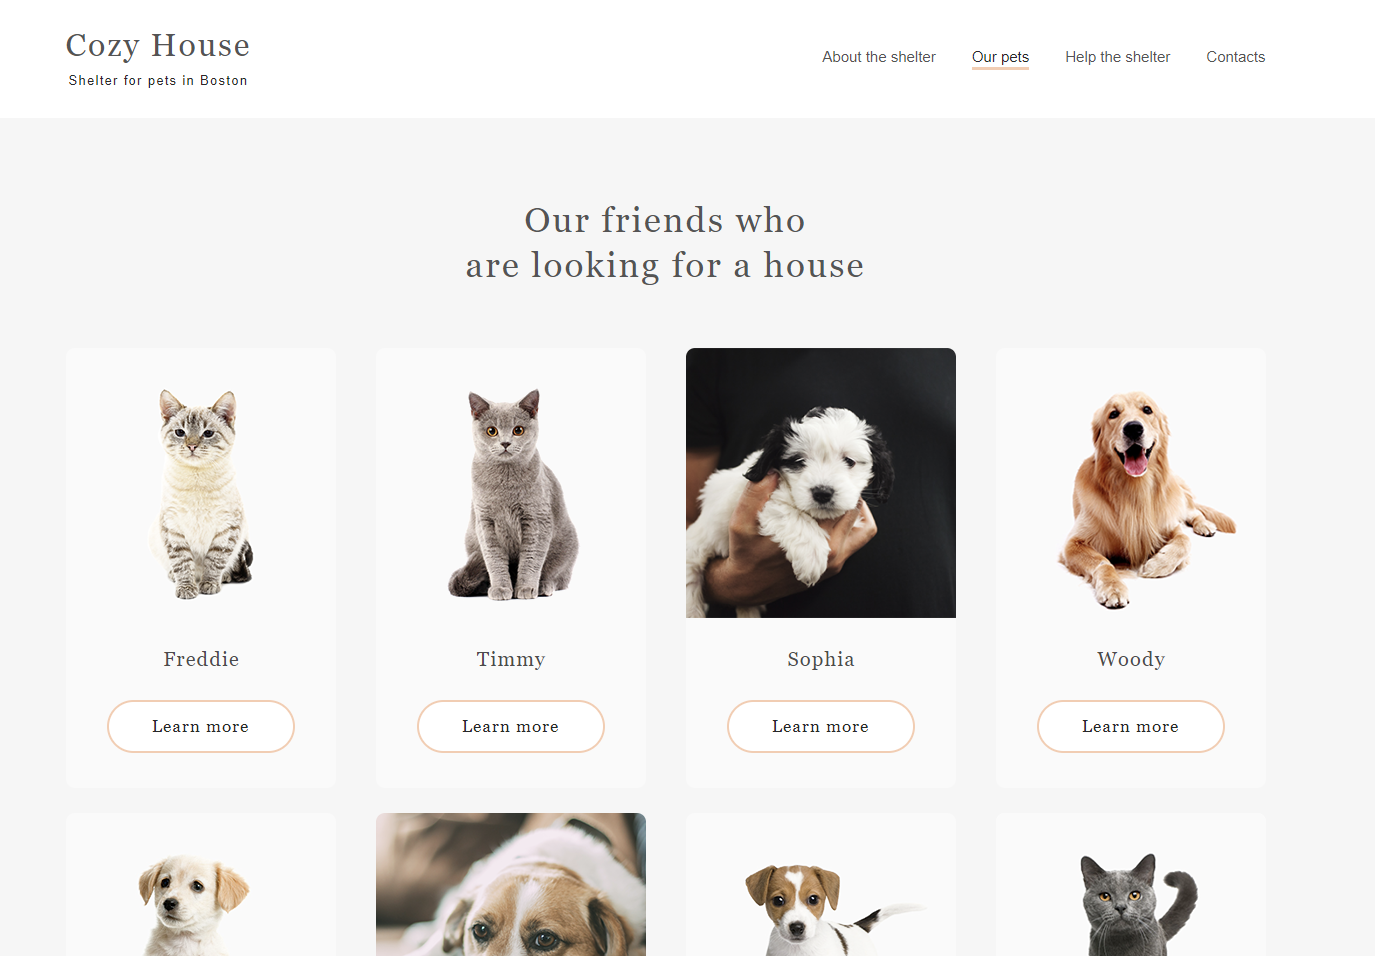 Cozy House
Shelter for pets in Boston
About the shelter Our pets Help the shelter Contacts
Our friends who
are looking for a house
Freddie Timmy Sophia Woody
Learn more Learn more Learn more Learn more